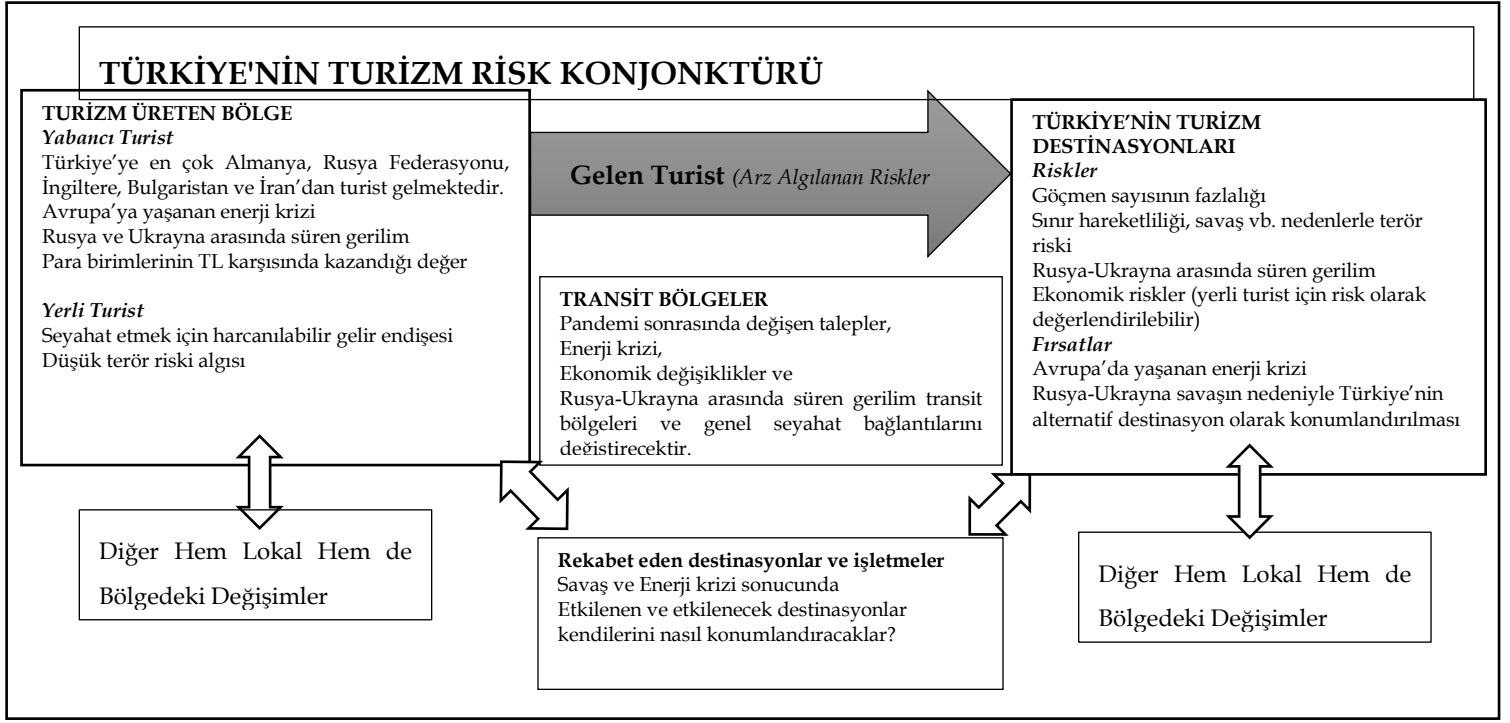 TÜRKİYE'NİN TURİZM RİSK KONJONKTÜRÜ
TURİZM ÜRETEN BÖLGE
Yabancı Turist
Türkiye’ye en çok Almanya, Rusya Federasyonu,
İngiltere, Bulgaristan ve İran’dan turist gelmektedir.
Avrupa’ya yaşanan enerji krizi
Rusya ve Ukrayna arasında süren gerilim
Para birimlerinin TL karşısında kazandığı değer
Yerli Turist
Seyahat etmek için harcanılabilir gelir endişesi
Düşük terör riski algısı
Gelen Turist (Arz Algılanan Riskler
TRANSİT BÖLGELER
Pandemi sonrasında değişen talepler,
Enerji krizi,
Ekonomik değişiklikler ve
Rusya-Ukrayna arasında süren gerilim transit
bölgeleri ve genel seyahat bağlantılarını
değiştirecektir.
TÜRKİYE’NİN TURİZM
DESTİNASYONLARI
Riskler
Göçmen sayısının fazlalığı
Sınır hareketliliği, savaş vb. nedenlerle terör
riski
Rusya-Ukrayna arasında süren gerilim
Ekonomik riskler (yerli turist için risk olarak
değerlendirilebilir)
Fırsatlar
Avrupa’da yaşanan enerji krizi
Rusya-Ukrayna savaşın nedeniyle Türkiye’nin
alternatif destinasyon olarak konumlandırılması
Diğer Hem Lokal Hem de
Bölgedeki Değişimler
Rekabet eden destinasyonlar ve işletmeler
Savaş ve Enerji krizi sonucunda
Etkilenen ve etkilenecek destinasyonlar
kendilerini nasıl konumlandıracaklar?
Diğer Hem Lokal Hem de
Bölgedeki Değişimler